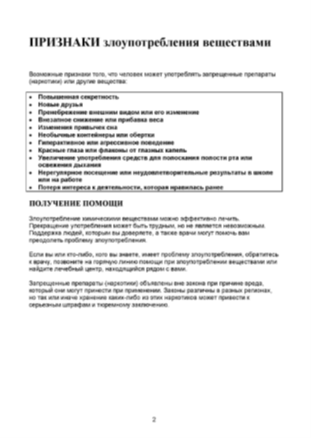 ПРИЗНАКИ злоупотребления веществами
Возможные признаки того, что человек может употреблять запрещенные препараты
(наркотики) или другие вещества:
• Повышенная секретность
• Новые друзья
• Пренебрежение внешним видом или его изменение
• Внезапное снижение или прибавка веса
• Изменения привычек сна
• Необычные контейнеры или обертки
• Гиперактивное или агрессивное поведение
• Красные глаза или флаконы от глазных капель
• Увеличение употребления средств для полоскания полости рта или
освежения дыхания
• Нерегулярное посещение или неудовлетворительные результаты в школе
или на работе
• Потеря интереса к деятельности, которая нравилась ранее
ПОЛУЧЕНИЕ ПОМОЩИ
Злоупотребление химическими веществами можно эффективно лечить.
Прекращение употребления может быть трудным, но не является невозможным.
Поддержка людей, которым вы доверяете, а также врачи могут помочь вам
преодолеть проблему злоупотребления.
Если вы или кто-либо, кого вы знаете, имеет проблему злоупотребления, обратитесь
к врачу, позвоните на горячую линию помощи при злоупотреблении веществами или
найдите лечебный центр, находящийся рядом с вами.
Запрещенные препараты (наркотики) объявлены вне закона при причине вреда,
который они могут принести при применении. Законы различны в разных регионах,
но так или иначе хранение каких-либо из этих наркотиков может привести к
серьезным штрафам и тюремному заключению.
2